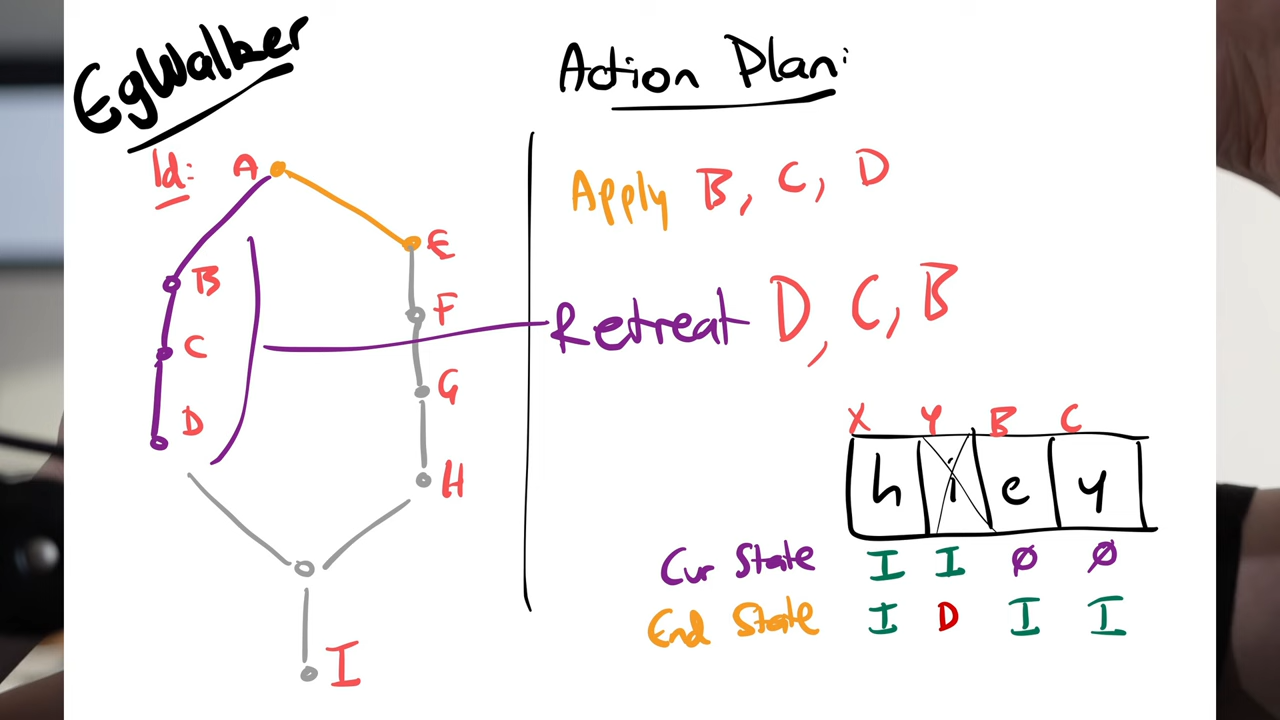 EgWalker
Action Plan:
Id: A
E
B
F
C
G
D
H
I
Apply B, C, D
Retreat D, C, B
X Y B C
h i e y
Cur State I I ∅ ∅
End State I D I I